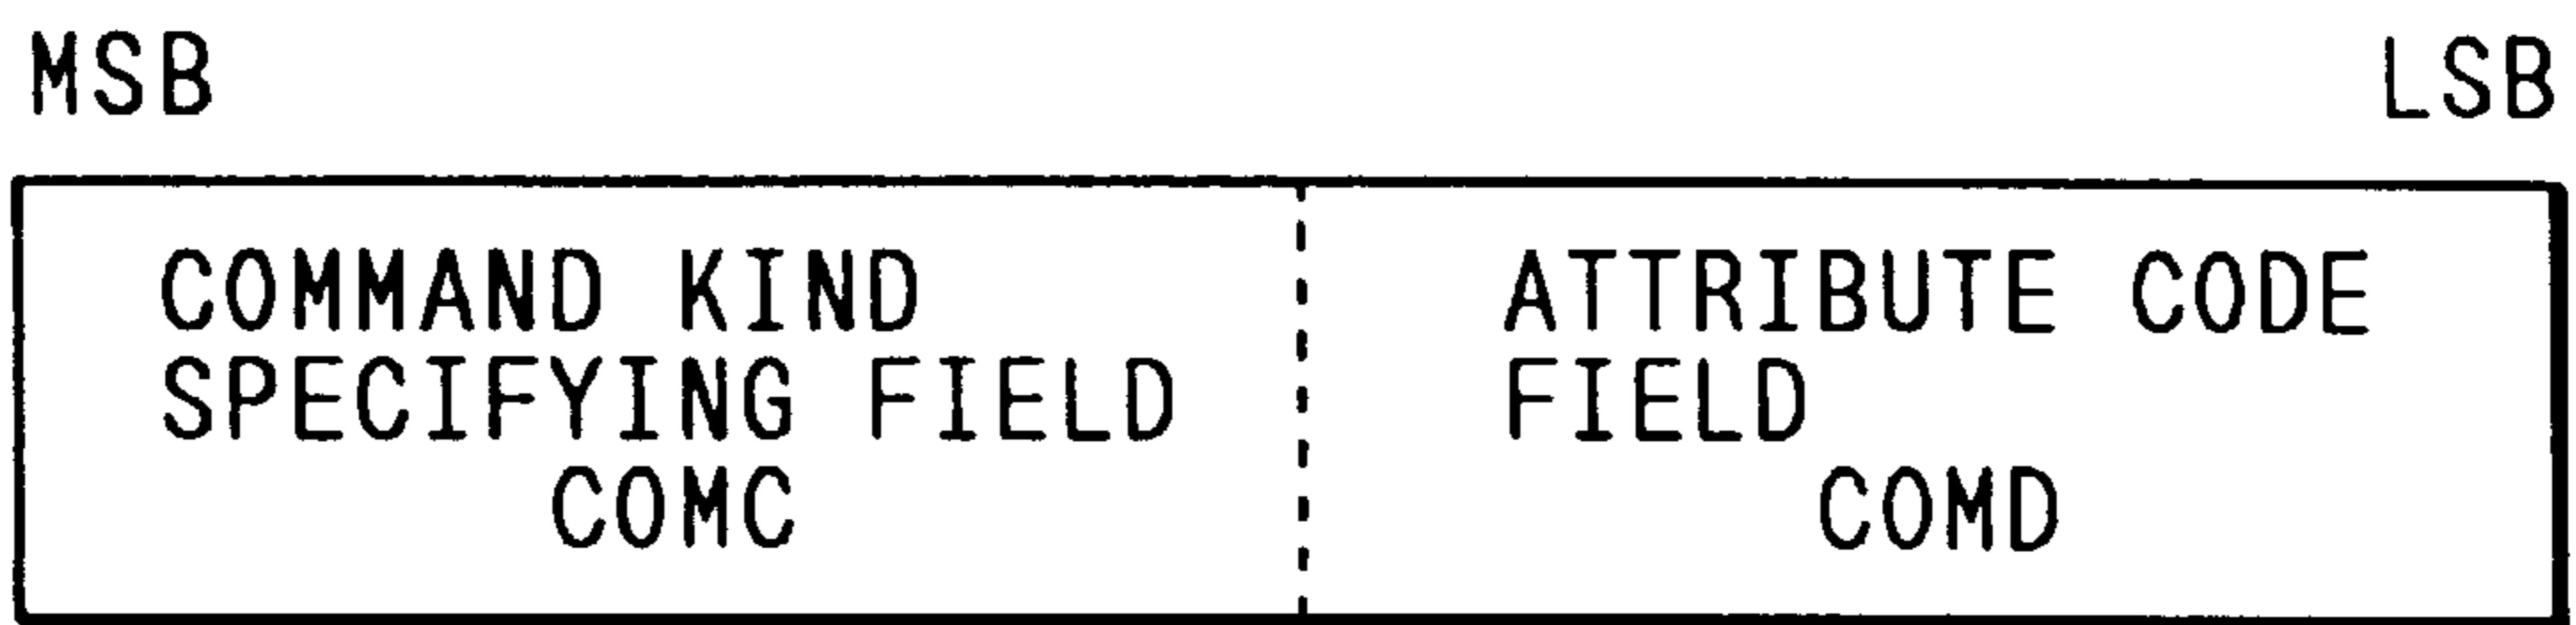 MSB LSB
COMMAND KIND
SPECIFYING FIELD
COMC
ATTRIBUTE CODE
FIELD
COMD